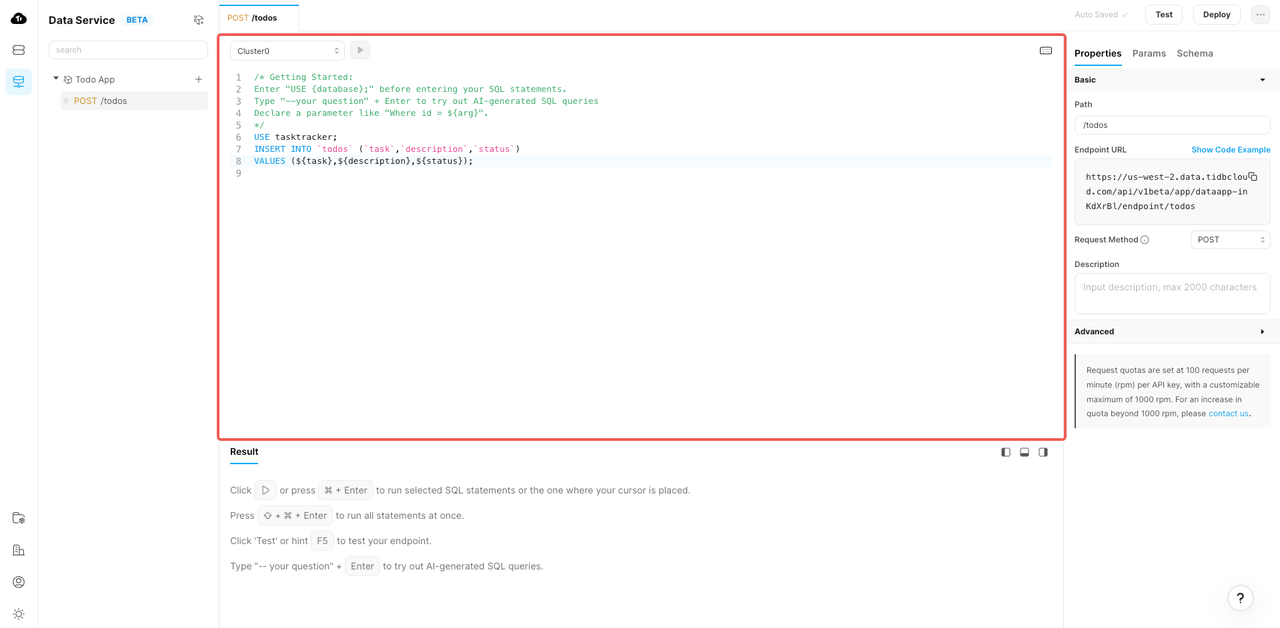 Data Service BETA
search
Todo App
POST /todos
POST /todos
Auto Saved
Test
Deploy
Cluster0
1 /* Getting Started:
2 Enter "USE {database};" before entering your SQL statements.
3 Type "--your question" + Enter to try out AI-generated SQL queries
4 Declare a parameter like "Where id = ${arg}".
5 */
6 USE tasktracker;
7 INSERT INTO `todos` (`task`,`description`,`status`)
8 VALUES (${task},${description},${status});
9
Result
Click ▷ or press ⌘ + Enter to run selected SQL statements or the one where your cursor is placed.
Press ⇧ + ⌘ + Enter to run all statements at once.
Click 'Test' or hint F5 to test your endpoint.
Type "-- your question" + Enter to try out AI-generated SQL queries.
Properties Params Schema
Basic
Path
/todos
Endpoint URL Show Code Example
https://us-west-2.data.tidbclou
d.com/api/v1beta/app/dataapp-in
KdXrBl/endpoint/todos
Request Method POST
Description
Input description, max 2000 characters
Advanced
Request quotas are set at 100 requests per
minute (rpm) per API key, with a customizable
maximum of 1000 rpm. For an increase in
quota beyond 1000 rpm, please contact us.
?